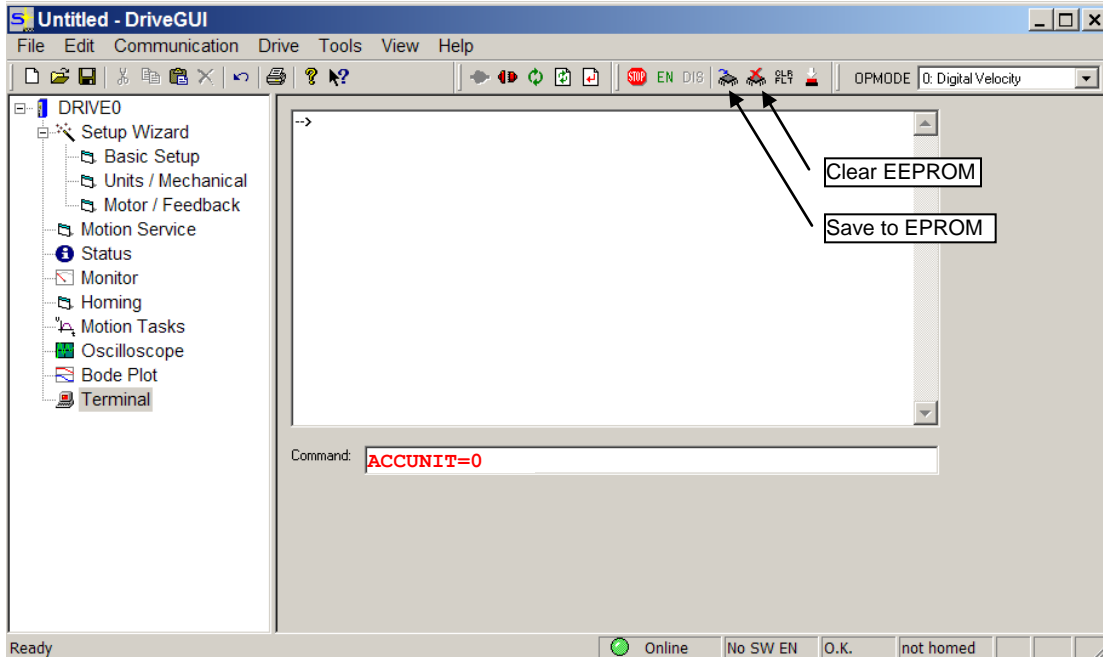 Untitled - DriveGUI
File Edit Communication Drive Tools View Help
STOP EN DIS CLR FLT OPMODE 0: Digital Velocity
DRIVE0
Setup Wizard
Basic Setup
Units / Mechanical
Motor / Feedback
Motion Service
Status
Monitor
Homing
Motion Tasks
Oscilloscope
Bode Plot
Terminal
-->
Clear EEPROM
Save to EPROM
Command: ACCUNIT=0
Ready Online No SW EN O.K. not homed